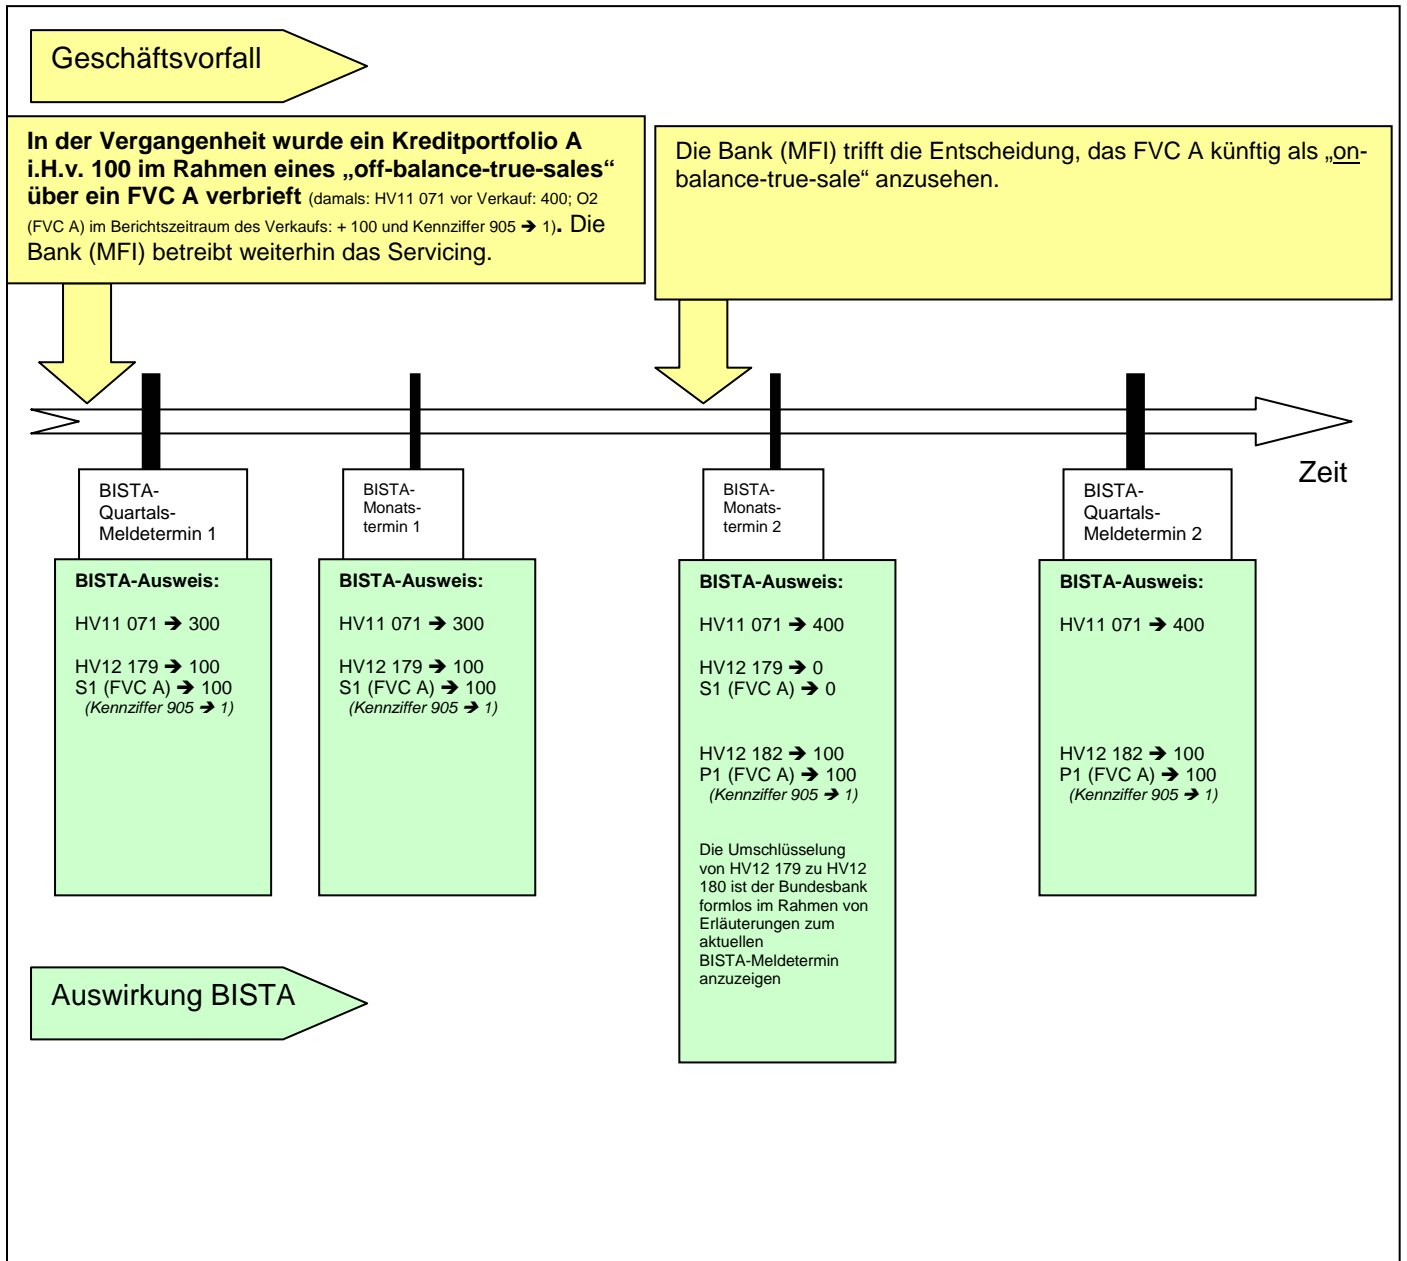 Geschäftsvorfall
In der Vergangenheit wurde ein Kreditportfolio A
i.H.v. 100 im Rahmen eines „off-balance-true-sales“
über ein FVC A verbrieft (damals: HV11 071 vor Verkauf: 400; O2
(FVC A) im Berichtszeitraum des Verkaufs: + 100 und Kennziffer 905 ➔ 1). Die
Bank (MFI) betreibt weiterhin das Servicing.
Die Bank (MFI) trifft die Entscheidung, das FVC A künftig als „on-
balance-true-sale“ anzusehen.
Zeit
BISTA-
Quartals-
Meldetermin 1
BISTA-Ausweis:
HV11 071 ➔ 300
HV12 179 ➔ 100
S1 (FVC A) ➔ 100
(Kennziffer 905 ➔ 1)
BISTA-
Monats-
termin 1
BISTA-Ausweis:
HV11 071 ➔ 300
HV12 179 ➔ 100
S1 (FVC A) ➔ 100
(Kennziffer 905 ➔ 1)
BISTA-
Monats-
termin 2
BISTA-Ausweis:
HV11 071 ➔ 400
HV12 179 ➔ 0
S1 (FVC A) ➔ 0
HV12 182 ➔ 100
P1 (FVC A) ➔ 100
(Kennziffer 905 ➔ 1)
Die Umschlüsselung
von HV12 179 zu HV12
180 ist der Bundesbank
formlos im Rahmen von
Erläuterungen zum
aktuellen
BISTA-Meldetermin
anzuzeigen
BISTA-
Quartals-
Meldetermin 2
BISTA-Ausweis:
HV11 071 ➔ 400
HV12 182 ➔ 100
P1 (FVC A) ➔ 100
(Kennziffer 905 ➔ 1)
Auswirkung BISTA